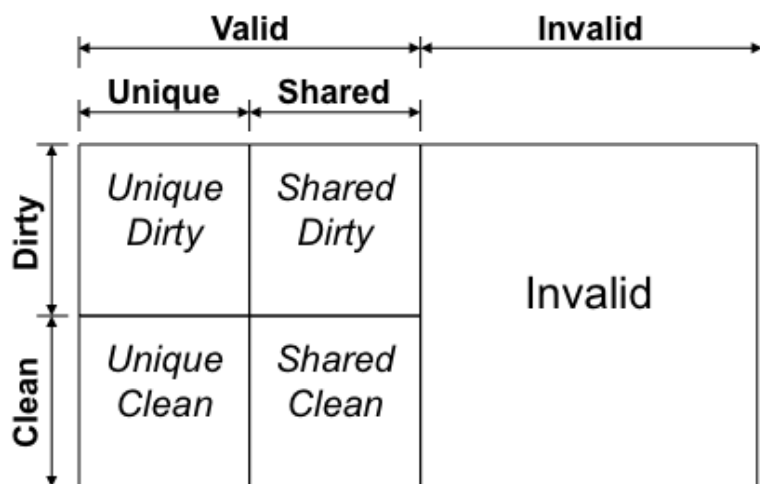 Valid
Invalid
Unique
Shared
Dirty
Unique
Dirty
Shared
Dirty
Invalid
Clean
Unique
Clean
Shared
Clean